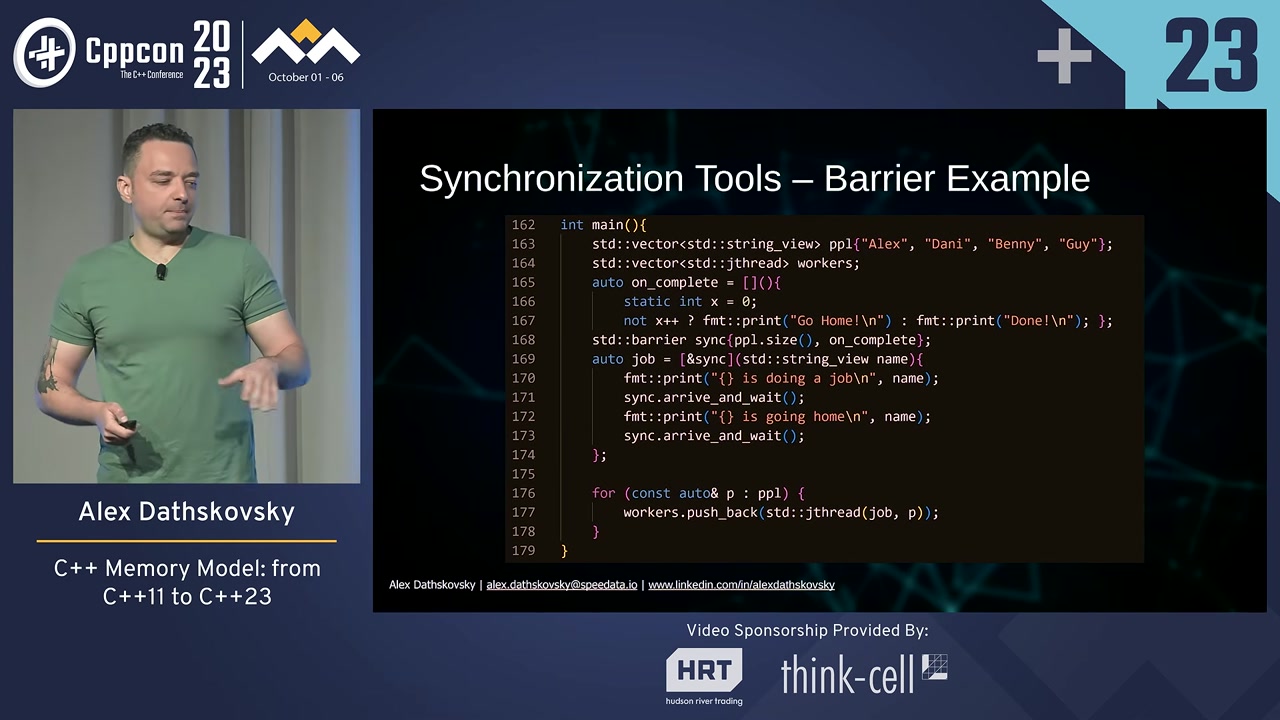 Cppcon
The C++ Conference
20
23
October 01 - 06
23
Synchronization Tools – Barrier Example
162 int main(){
163     std::vector<std::string_view> ppl{"Alex", "Dani", "Benny", "Guy"};
164     std::vector<std::jthread> workers;
165     auto on_complete = [](){
166         static int x = 0;
167         not x++ ? fmt::print("Go Home!\n") : fmt::print("Done!\n"); };
168     std::barrier sync{ppl.size(), on_complete};
169     auto job = [&sync](std::string_view name){
170         fmt::print("{} is doing a job\n", name);
171         sync.arrive_and_wait();
172         fmt::print("{} is going home\n", name);
173         sync.arrive_and_wait();
174     };
175
176     for (const auto& p : ppl) {
177         workers.push_back(std::jthread(job, p));
178     }
179 }
Alex Dathskovsky | alex.dathskovsky@speedata.io | www.linkedin.com/in/alexdathskovsky
Alex Dathskovsky
C++ Memory Model: from
C++11 to C++23
Video Sponsorship Provided By:
HRT
hudson river trading
think-cell